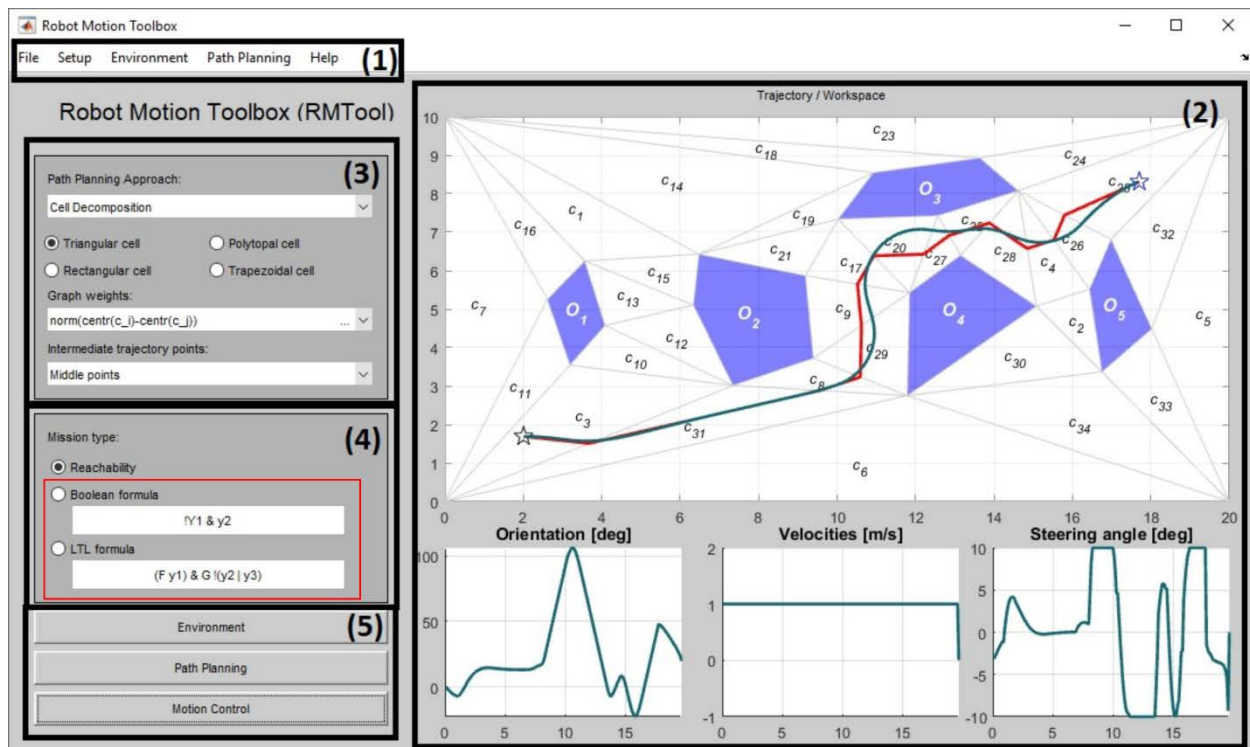 Robot Motion Toolbox
File Setup Environment Path Planning Help (1)
Robot Motion Toolbox (RMTool)
(3)
Path Planning Approach:
Cell Decomposition
Triangular cell Polytopal cell
Rectangular cell Trapezoidal cell
Graph weights:
norm(centr(c_i)-centr(c_j)) ...
Intermediate trajectory points:
Middle points
(4)
Mission type:
Reachability
Boolean formula
!Y1 & y2
LTL formula
(F y1) & G !(y2 | y3)
(5)
Environment
Path Planning
Motion Control
Trajectory / Workspace
(2)
10
9
8
7
6
5
4
3
2
1
0
2 4 6 8 10 12 14 16 18 20
c23
c18
c24
c14
c1
c16
c19
O3
c32
c21
c20
c26
c15
c17
c27
c28
c4
c13
c7
O1
O2
c9
O4
O5
c5
c2
c12
c10
c29
c30
c8
c11
c3
c31
c33
c34
c6
Orientation [deg]
100
50
0
0 5 10 15
Velocities [m/s]
2
1
0
-1
0 5 10 15
Steering angle [deg]
10
5
0
-5
-10
0 5 10 15